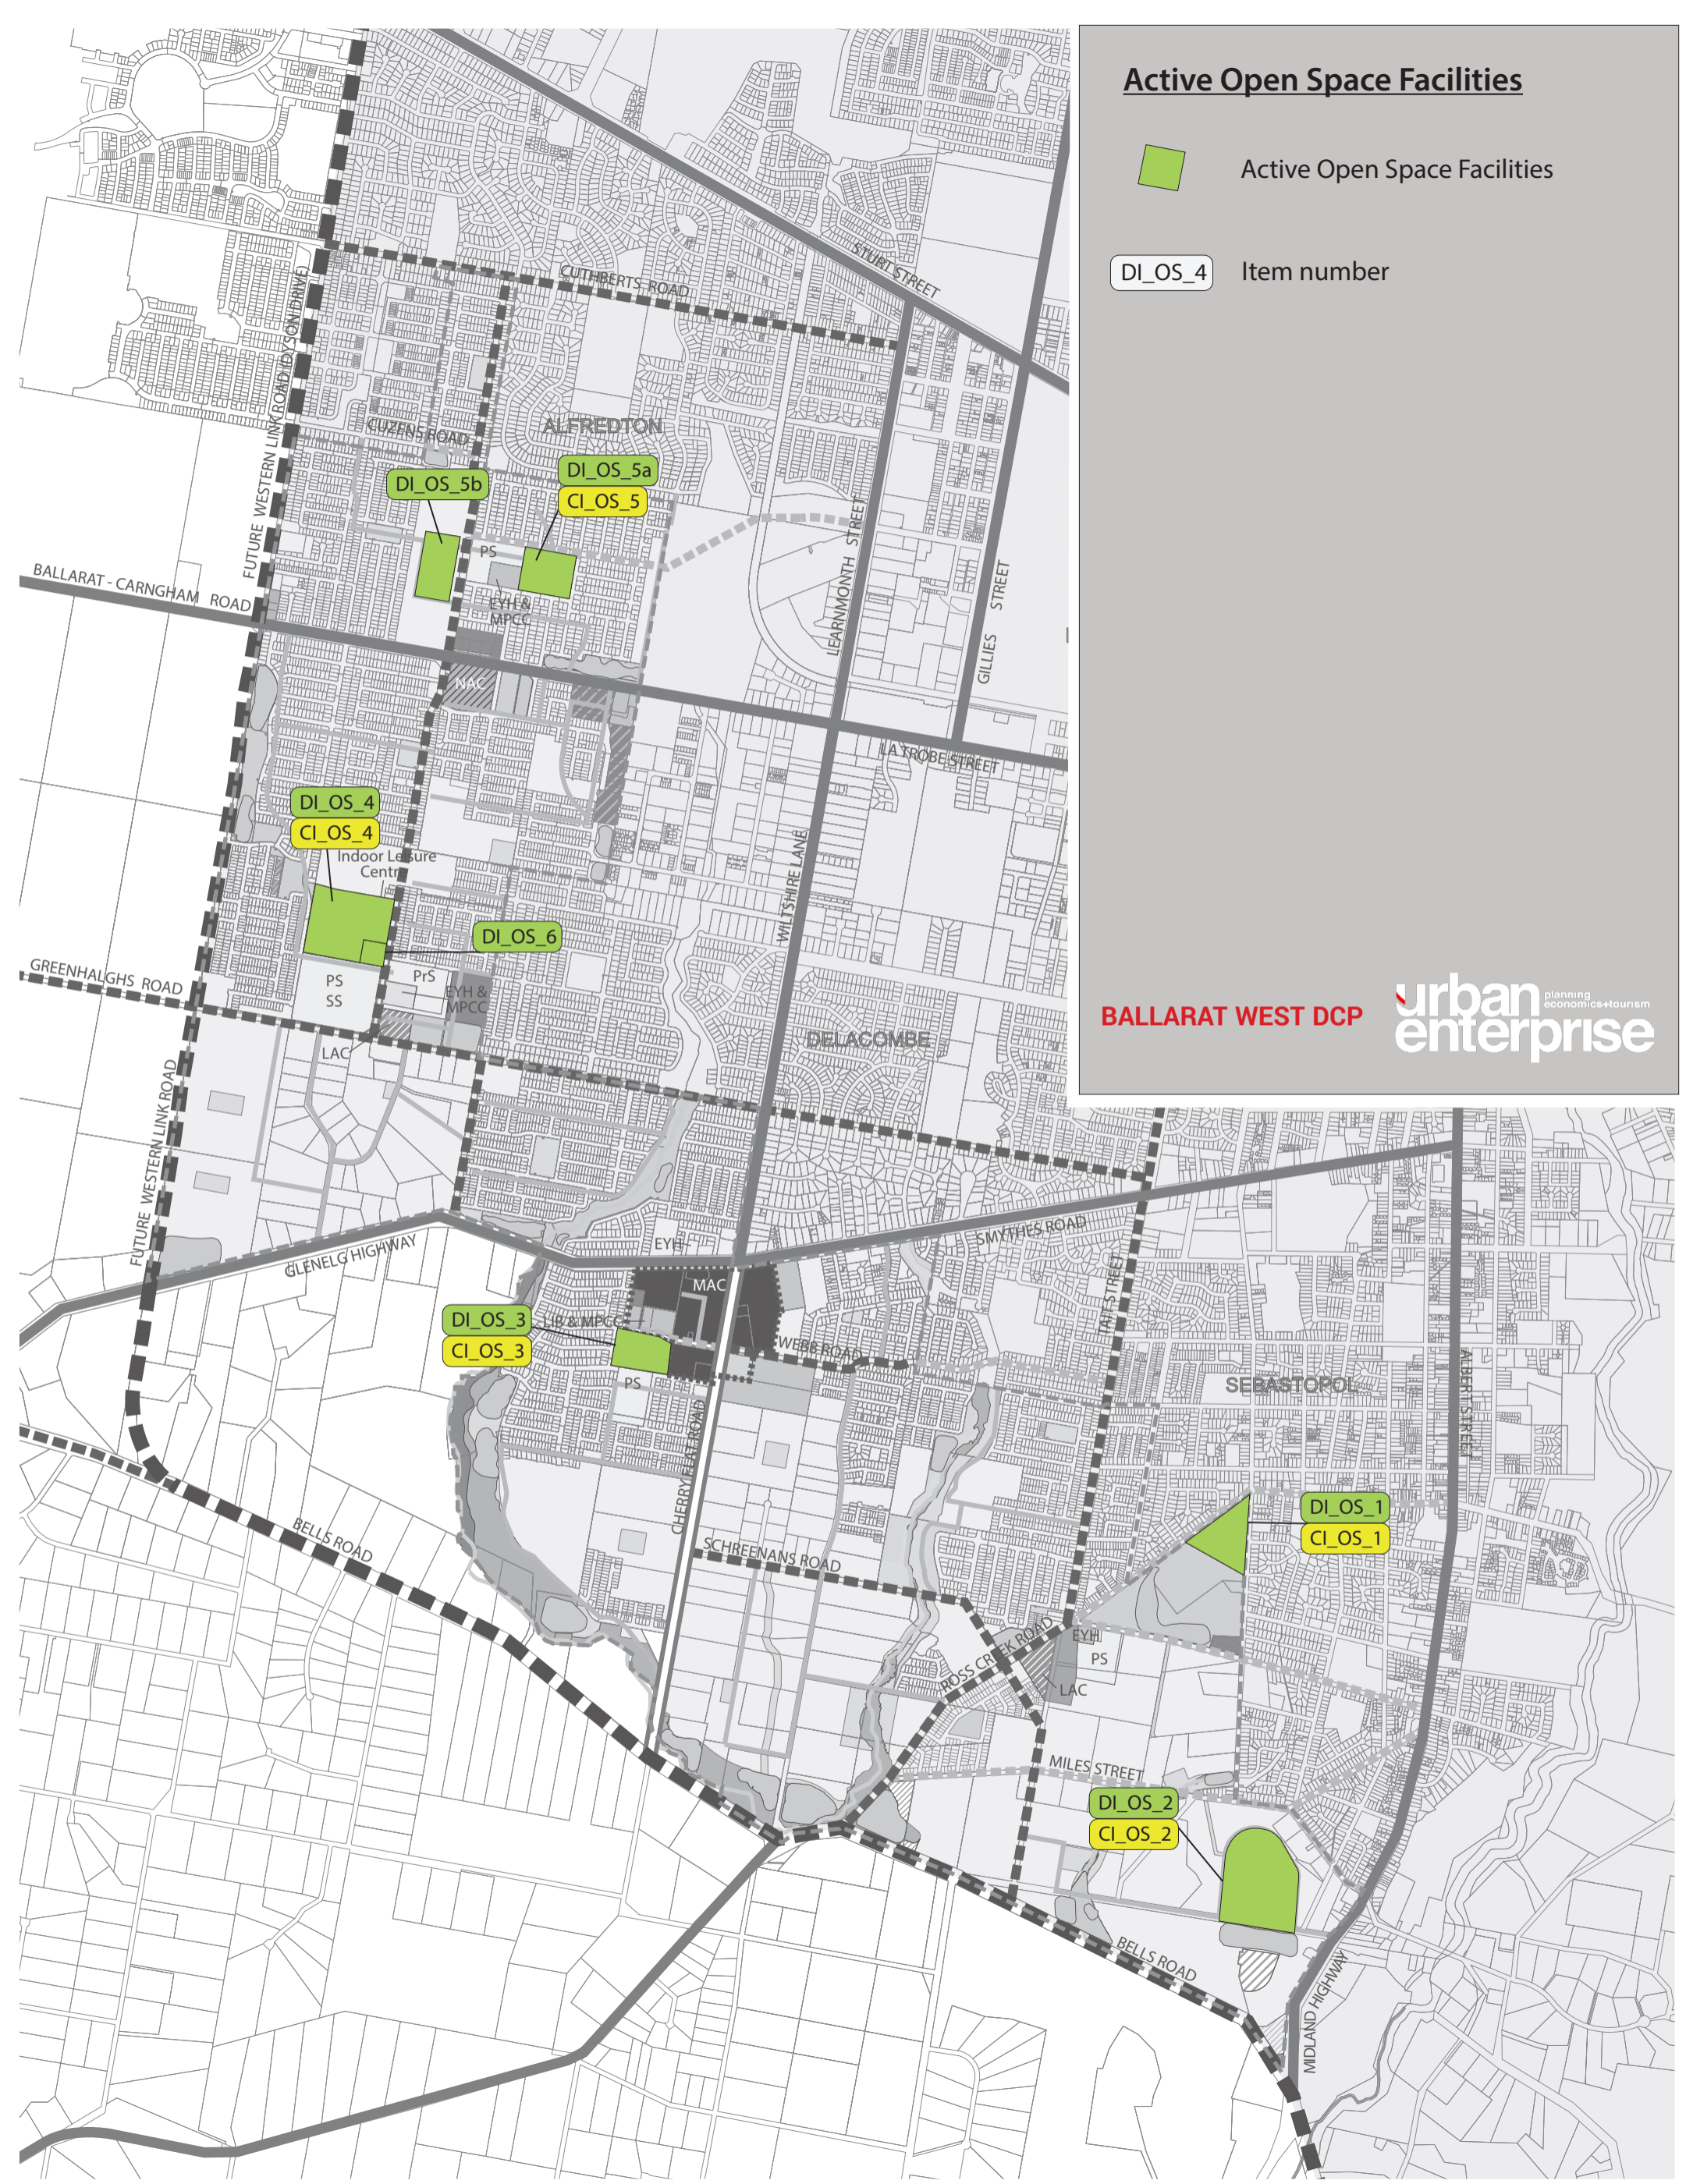 Active Open Space Facilities
Active Open Space Facilities
DI_OS_4
Item number
BALLARAT WEST DCP
urban
enterprise
planning
economics+tourism
STURT STREET
CUTHBERTS ROAD
FUTURE WESTERN LINK ROAD (DYSON DRIVE)
CUZENS ROAD
ALFREDTON
DI_OS_5a
CI_OS_5
DI_OS_5b
PS
EYH &
MPCC
LEARNMONTH STREET
GILLIES STREET
BALLARAT - CARNGHAM ROAD
NAC
LA TROBE STREET
DI_OS_4
CI_OS_4
Indoor Leisure
Centr
WILTSHIRE LANE
DI_OS_6
GREENHALGHS ROAD
PS
SS
PrS
EYH &
MPCC
LAC
DELACOMBE
FUTURE WESTERN LINK ROAD
GLENELG HIGHWAY
EYH
SMYTHES ROAD
MAC
TAIT STREET
DI_OS_3
CI_OS_3
LIB & MPCC
WEBB ROAD
PS
SEBASTOPOL
ALBERT STREET
CHERRY FLAT ROAD
DI_OS_1
CI_OS_1
BELLS ROAD
SCHREENANS ROAD
ROSS CREEK ROAD
EYH
PS
LAC
MILES STREET
DI_OS_2
CI_OS_2
BELLS ROAD
MIDLAND HIGHWAY